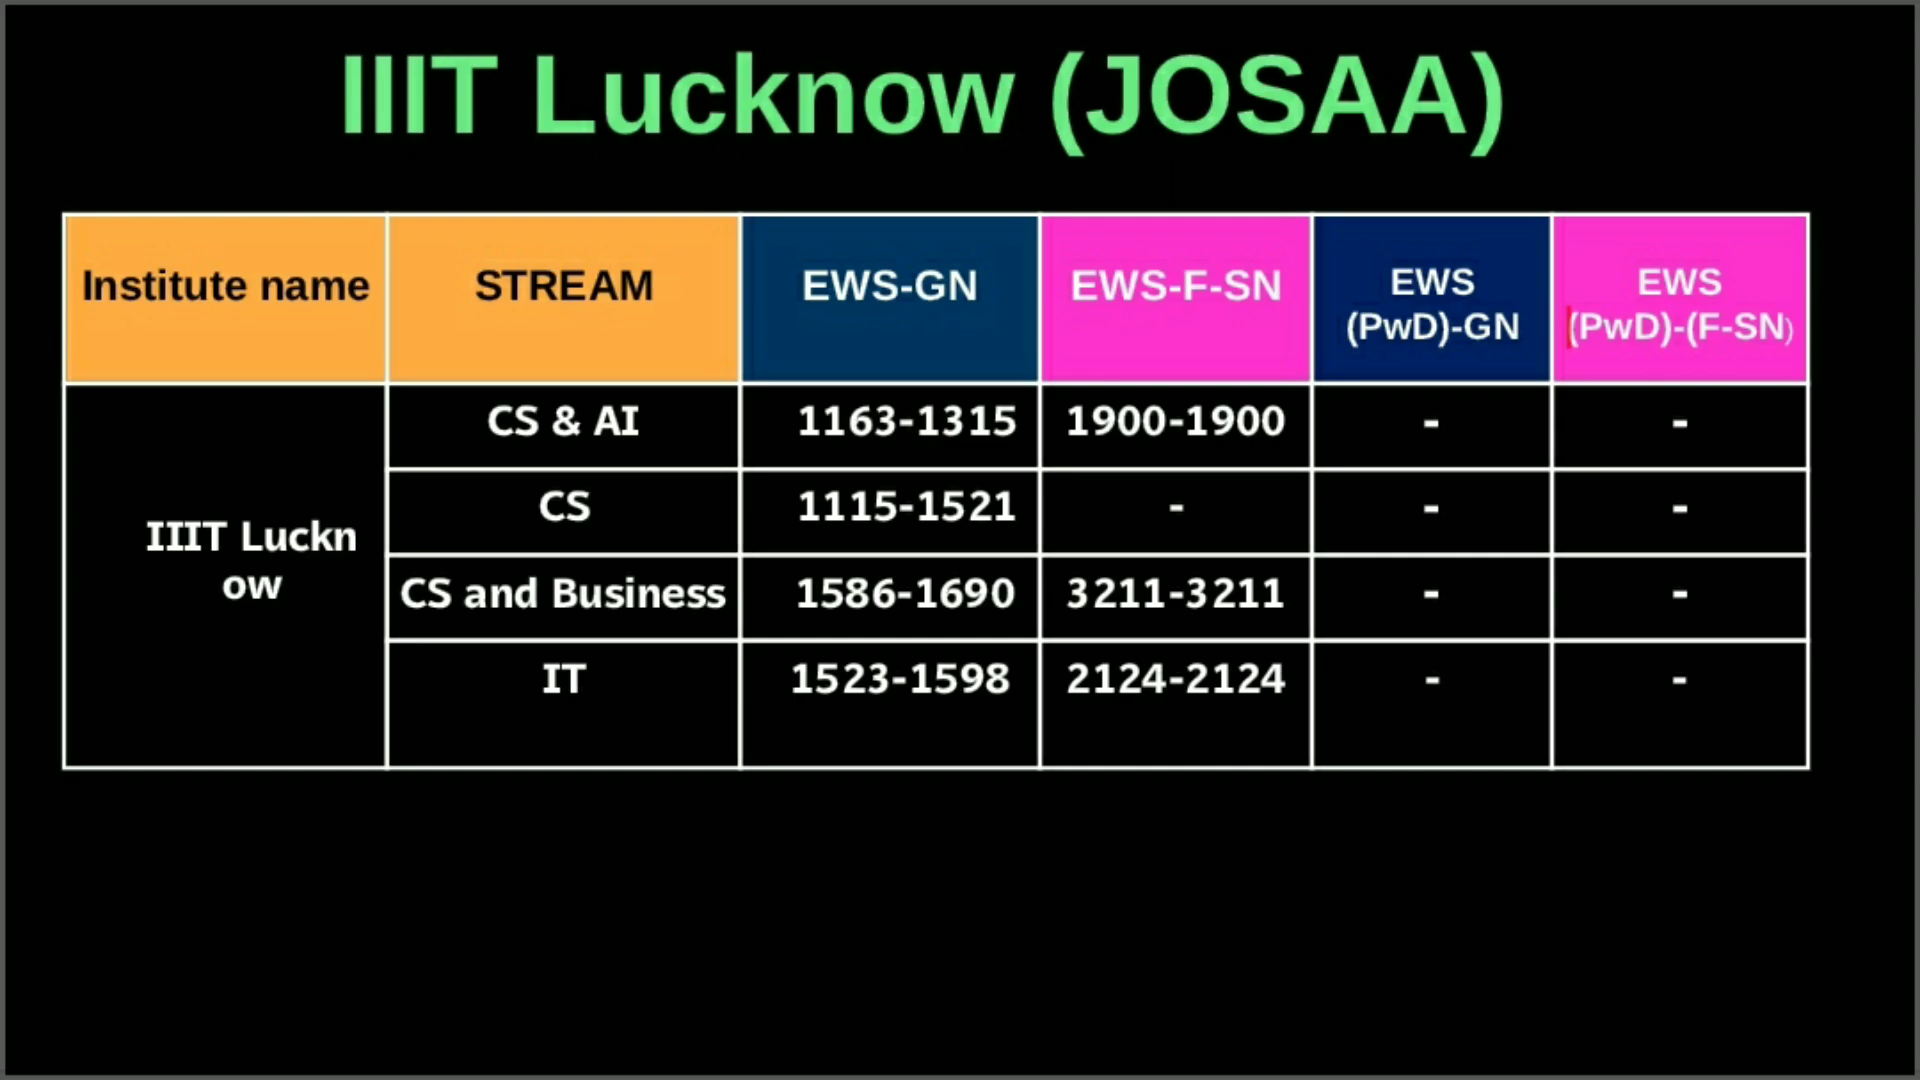 IIIT Lucknow (JOSAA)
Institute name STREAM EWS-GN EWS-F-SN EWS (PwD)-GN EWS (PwD)-(F-SN)
IIIT Luckn
ow
CS & AI 1163-1315 1900-1900 - -
CS 1115-1521 - - -
CS and Business 1586-1690 3211-3211 - -
IT 1523-1598 2124-2124 - -